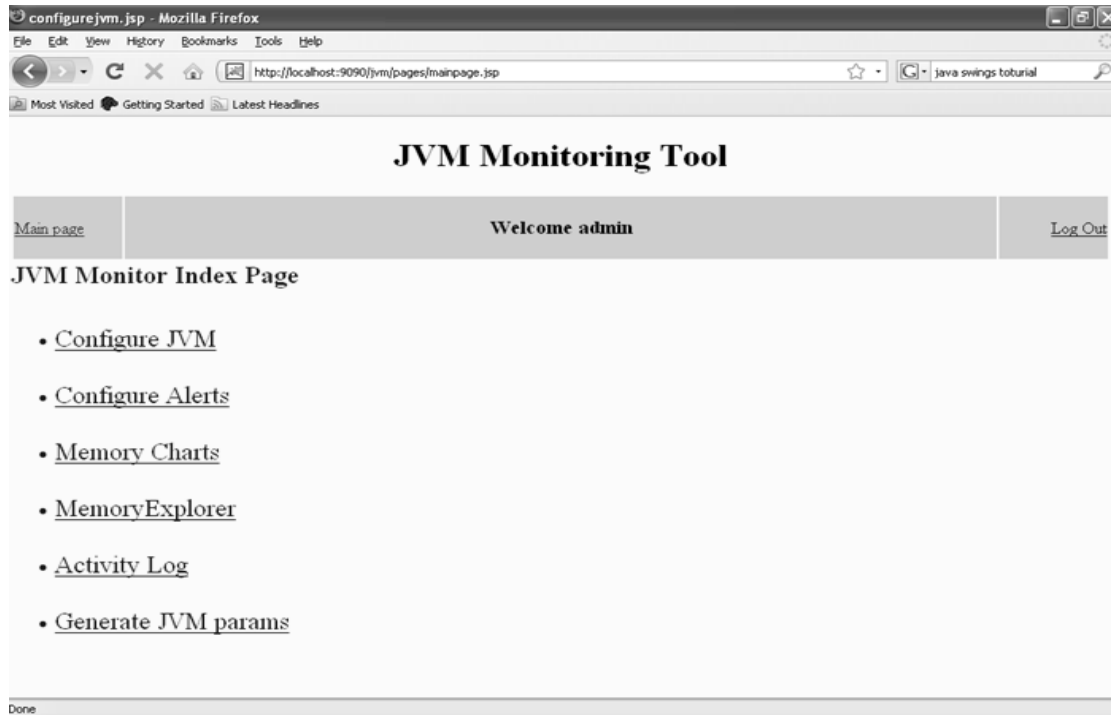 configurejvm.jsp - Mozilla Firefox
File Edit View History Bookmarks Tools Help
http://localhost:9090/jvm/pages/mainpage.jsp
G java swings toturial
Most Visited Getting Started Latest Headlines
JVM Monitoring Tool
Main page Welcome admin Log Out
JVM Monitor Index Page
• Configure JVM
• Configure Alerts
• Memory Charts
• MemoryExplorer
• Activity Log
• Generate JVM params
Done